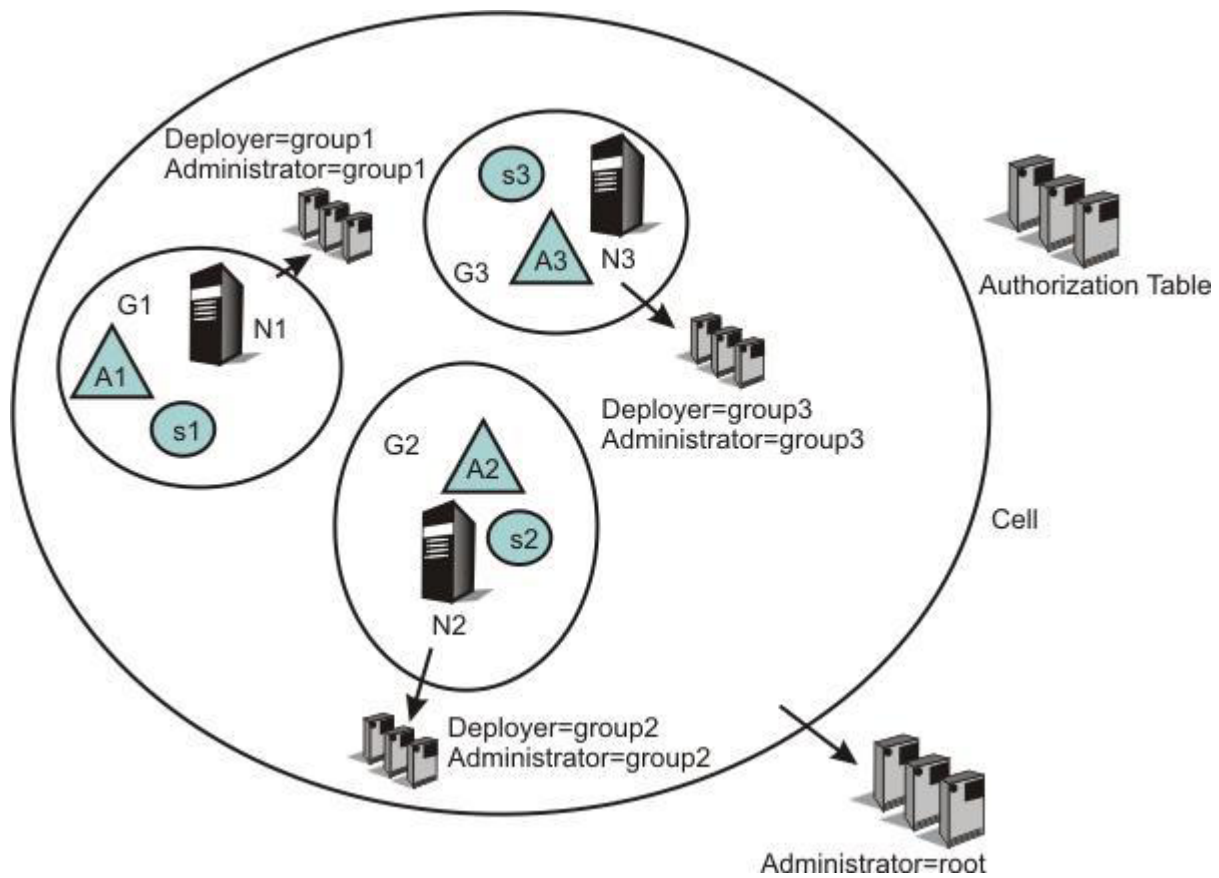 Deployer=group1
Administrator=group1
s3
A3
N3
G3
Authorization Table
G1
N1
A1
s1
Deployer=group3
Administrator=group3
G2
A2
s2
N2
Cell
Deployer=group2
Administrator=group2
Administrator=root